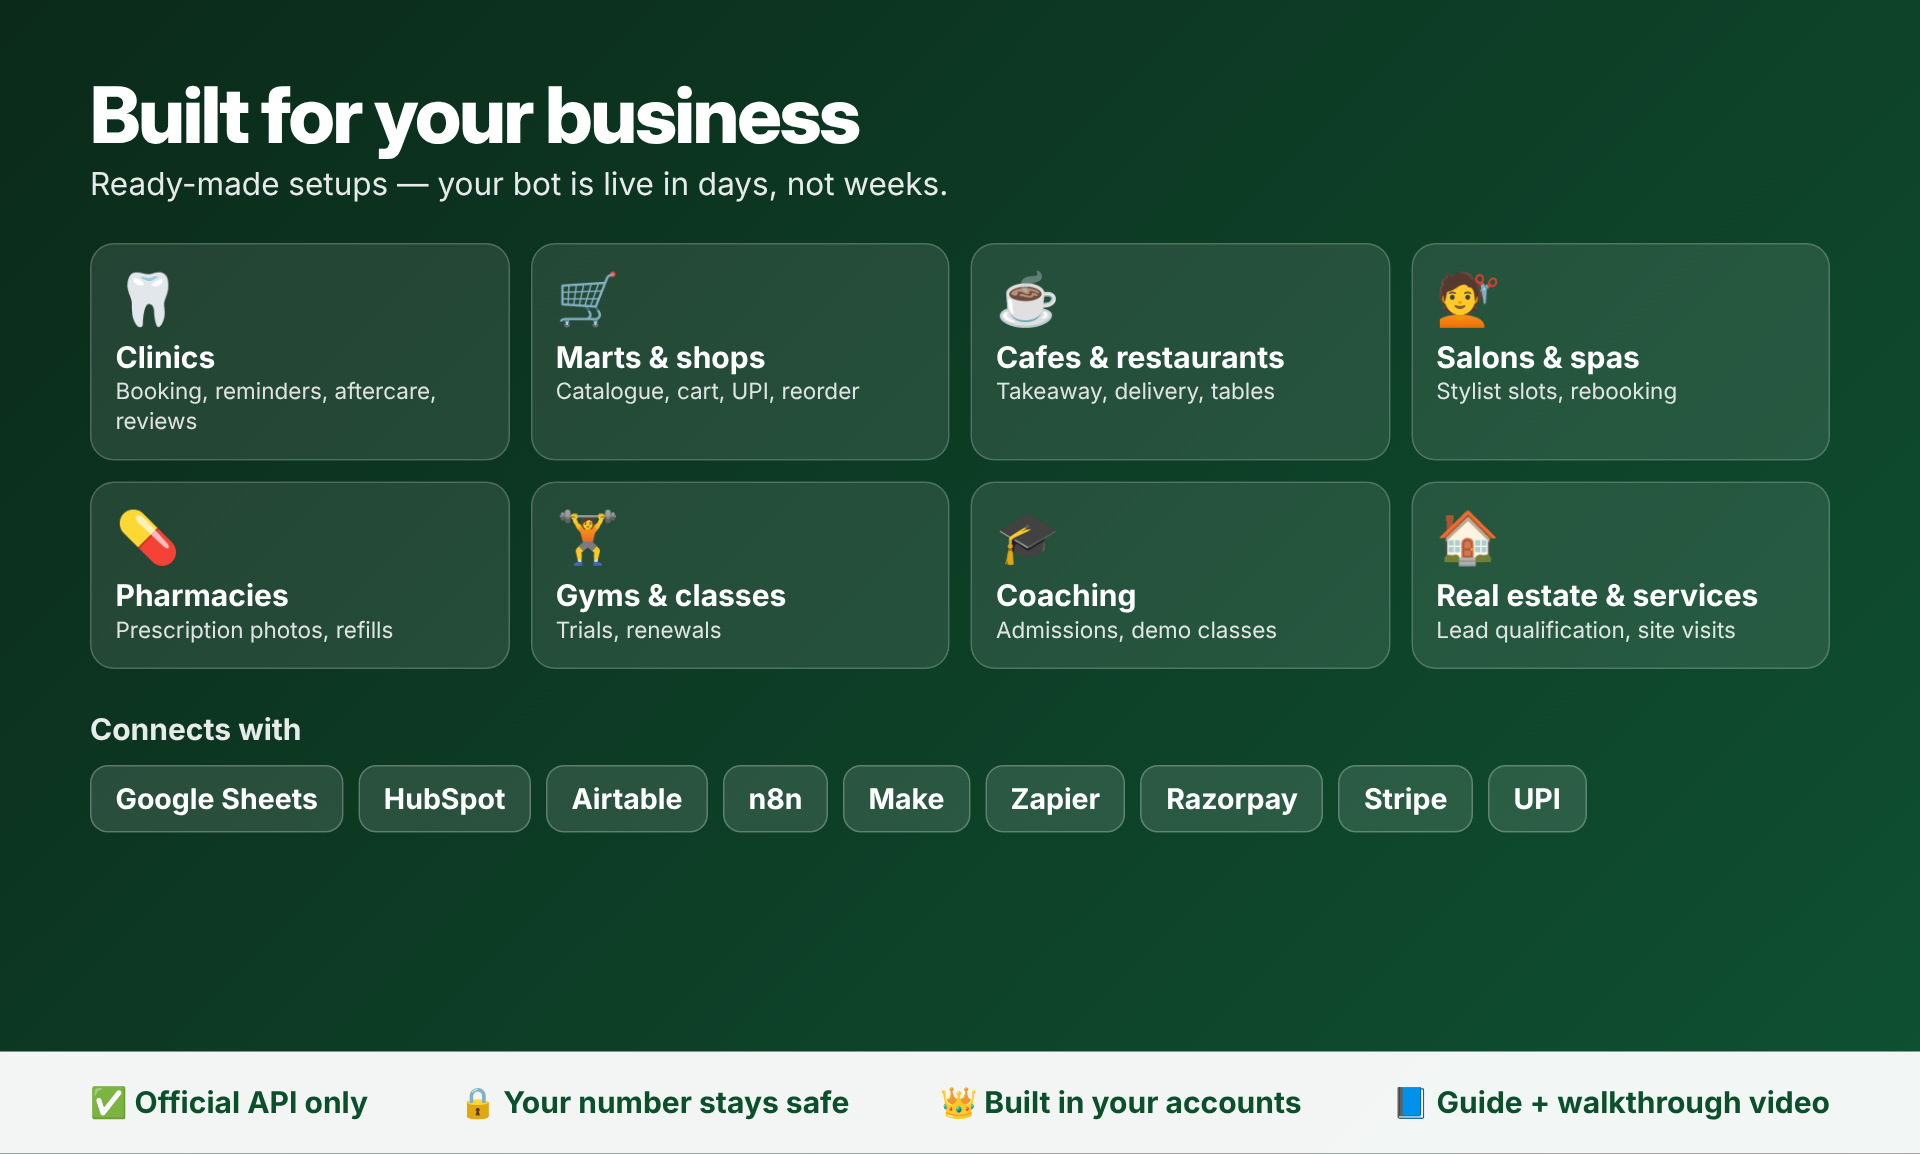 Built for your business
Ready-made setups — your bot is live in days, not weeks.
Clinics
Booking, reminders, aftercare,
reviews
Marts & shops
Catalogue, cart, UPI, reorder
Cafes & restaurants
Takeaway, delivery, tables
Salons & spas
Stylist slots, rebooking
Pharmacies
Prescription photos, refills
Gyms & classes
Trials, renewals
Coaching
Admissions, demo classes
Real estate & services
Lead qualification, site visits
Connects with
Google Sheets
HubSpot
Airtable
n8n
Make
Zapier
Razorpay
Stripe
UPI
✅ Official API only
🔒 Your number stays safe
👑 Built in your accounts
📘 Guide + walkthrough video